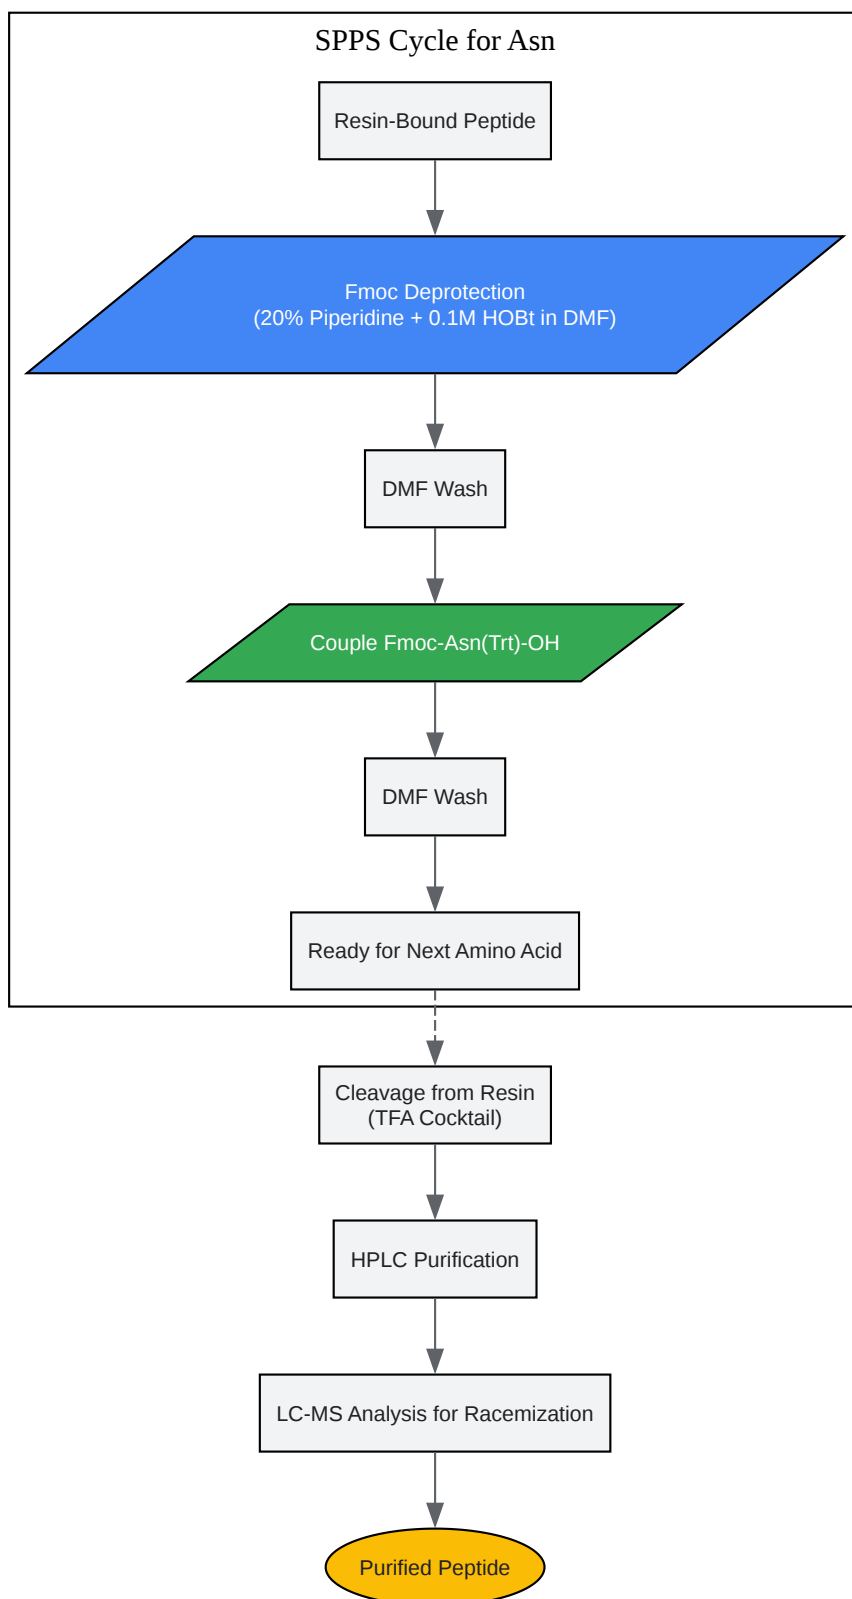 SPPS Cycle for Asn
Resin-Bound Peptide
Fmoc Deprotection
(20% Piperidine + 0.1M HOBt in DMF)
DMF Wash
Couple Fmoc-Asn(Trt)-OH
DMF Wash
Ready for Next Amino Acid
Cleavage from Resin
(TFA Cocktail)
HPLC Purification
LC-MS Analysis for Racemization
Purified Peptide